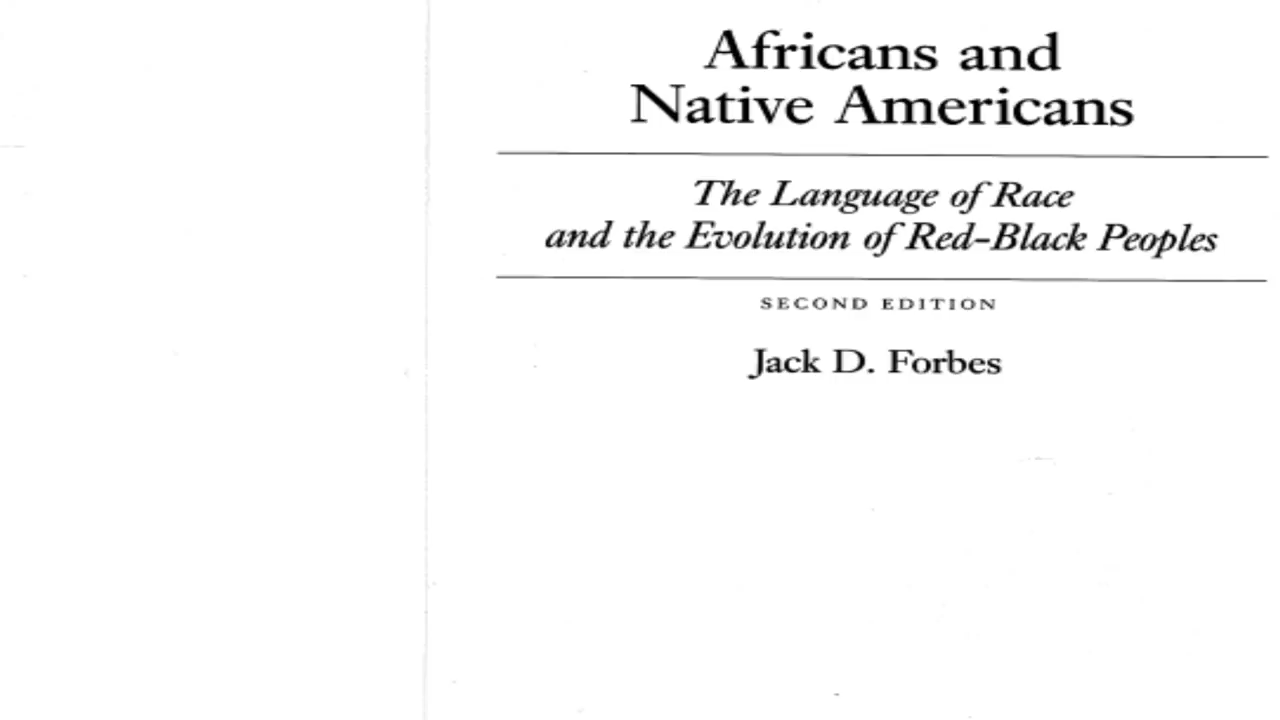 Africans and
Native Americans
The Language of Race
and the Evolution of Red-Black Peoples
SECOND EDITION
Jack D. Forbes